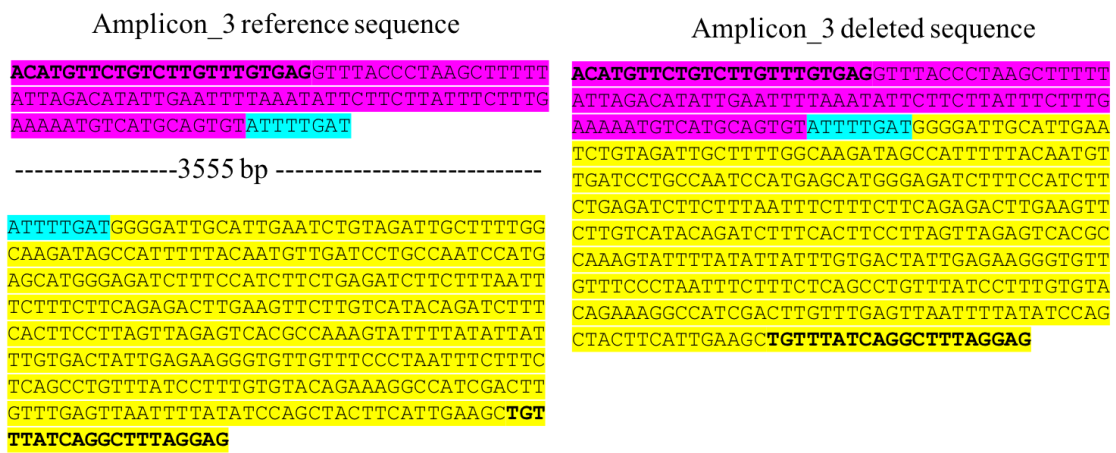 Amplicon_3 reference sequence
ACATGTTCTGTCTTGTTTGTGAGGTTTACCCTAAGCTTTTT
ATTAGACATATTGAATTTTAAATATTCTTCTTATTTCTTTG
AAAAATGTCATGCAGTGTATTTTGAT
-----------------3555 bp ----------------------------
ATTTTGATGGGGATTGCATTGAATCTGTAGATTGCTTTTGG
CAAGATAGCCATTTTTACAATGTTGATCCTGCCAATCCATG
AGCATGGGAGATCTTTCCATCTTCTGAGATCTTCTTTAATT
TCTTTCTTCAGAGACTTGAAGTTCTTGTCATACAGATCTTT
CACTTCCTTAGTTAGAGTCACGCCAAAGTATTTTATATTAT
TTGTGACTATTGAGAAGGGTGTTGTTTCCCTAATTTCTTTC
TCAGCCTGTTTATCCTTTGTGTACAGAAAGGCCATCGACTT
GTTTGAGTTAATTTTATATCCAGCTACTTCATTGAAGCTGT
TTATCAGGCTTTAGGAG
Amplicon_3 deleted sequence
ACATGTTCTGTCTTGTTTGTGAGGTTTACCCTAAGCTTTTT
ATTAGACATATTGAATTTTAAATATTCTTCTTATTTCTTTG
AAAAATGTCATGCAGTGTATTTTGATGGGGATTGCATTGAA
TCTGTAGATTGCTTTTGGCAAGATAGCCATTTTTACAATGT
TGATCCTGCCAATCCATGAGCATGGGAGATCTTTCCATCTT
CTGAGATCTTCTTTAATTTCTTTCTTCAGAGACTTGAAGTT
CTTGTCATACAGATCTTTCACTTCCTTAGTTAGAGTCACGC
CAAAGTATTTTATATTATTTGTGACTATTGAGAAGGGTGTT
GTTTCCCTAATTTCTTTCTCAGCCTGTTTATCCTTTGTGTA
CAGAAAGGCCATCGACTTGTTTGAGTTAATTTTATATCCAG
CTACTTCATTGAAGCTGTTTATCAGGCTTTAGGAG